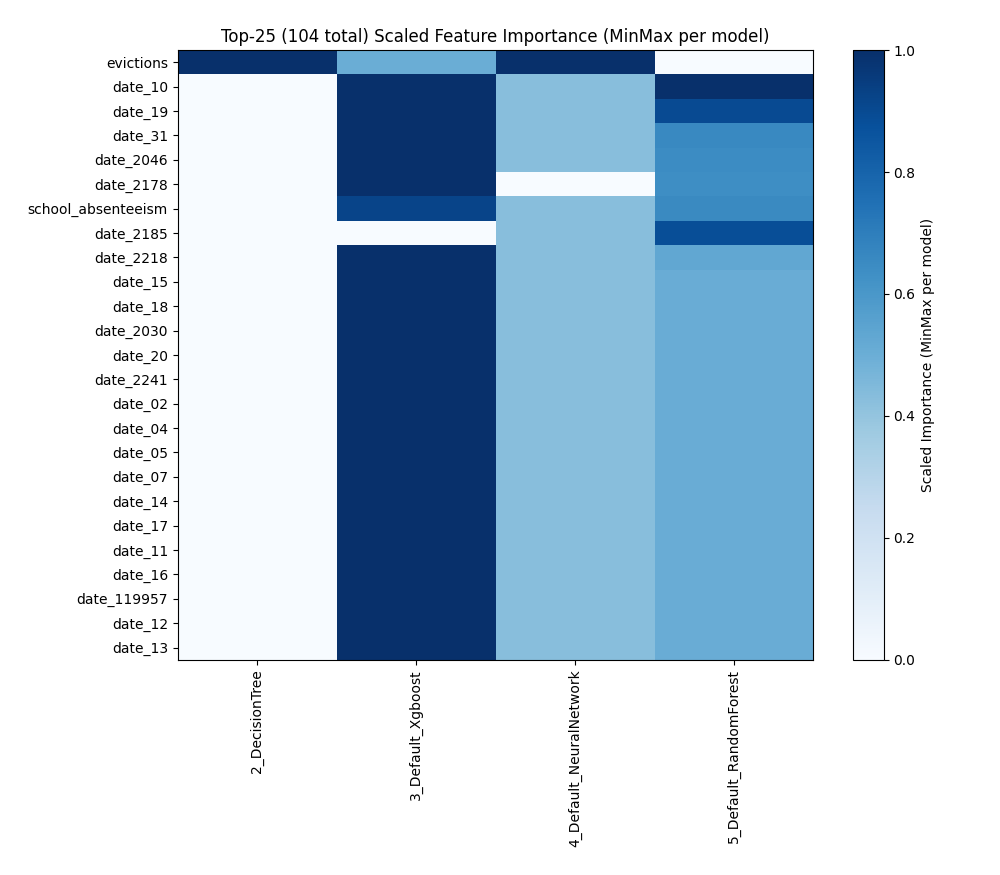 Top-25 (104 total) Scaled Feature Importance (MinMax per model)
evictions
date_10
date_19
date_31
date_2046
date_2178
school_absenteeism
date_2185
date_2218
date_15
date_18
date_2030
date_20
date_2241
date_02
date_04
date_05
date_07
date_14
date_17
date_11
date_16
date_119957
date_12
date_13
2_DecisionTree
3_Default_Xgboost
4_Default_NeuralNetwork
5_Default_RandomForest
1.0
0.8
0.6
0.4
0.2
0.0
Scaled Importance (MinMax per model)